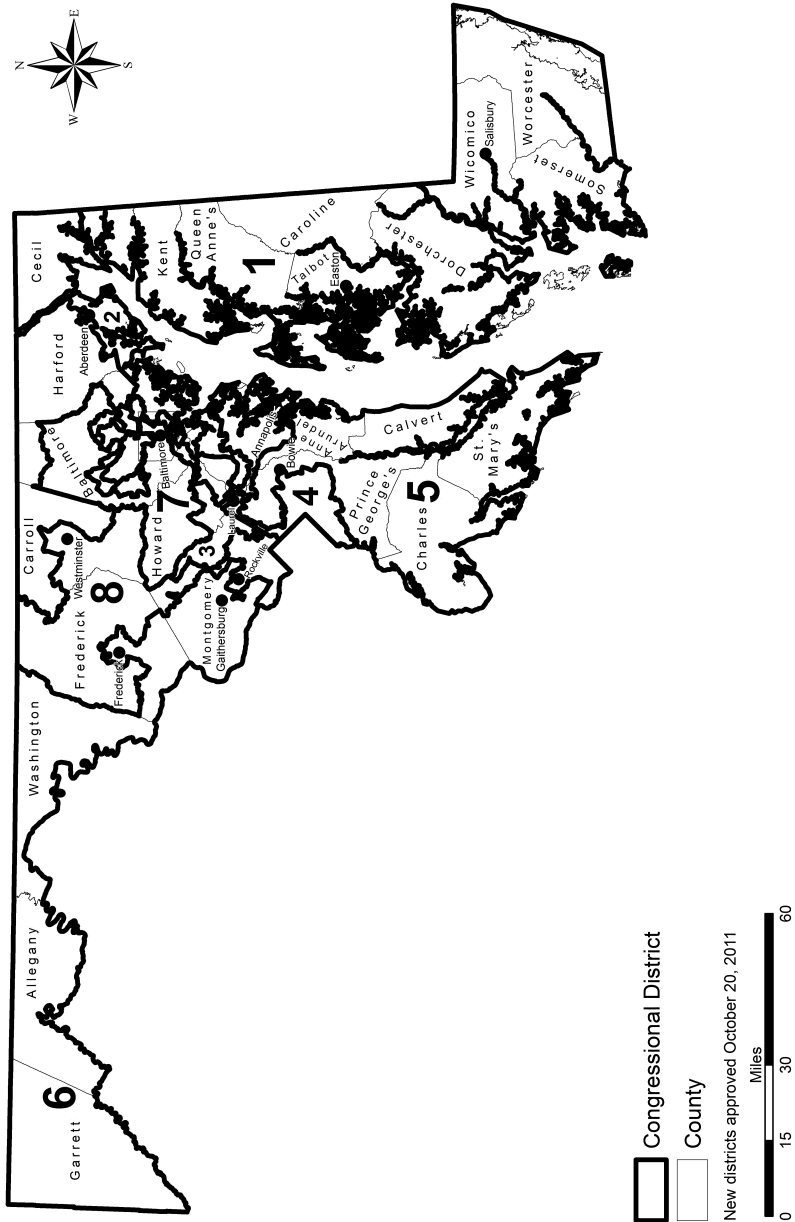 N
E
S
W
Garrett
6
Allegany
Washington
Frederick
Frederick
8
Carroll
Westminster
Montgomery
Gaithersburg
Rockville
Howard
7
3
Laurel
Baltimore
Baltimore
Harford
Aberdeen
2
Cecil
Kent
Queen
Anne's
1
Caroline
Talbot
Easton
Dorchester
Wicomico
Salisbury
Worcester
Somerset
Anne
Arundel
Annapolis
Bowie
4
Prince
George's
Calvert
5
Charles
St.
Mary's
Congressional District
County
New districts approved October 20, 2011
Miles
0 15 30 60